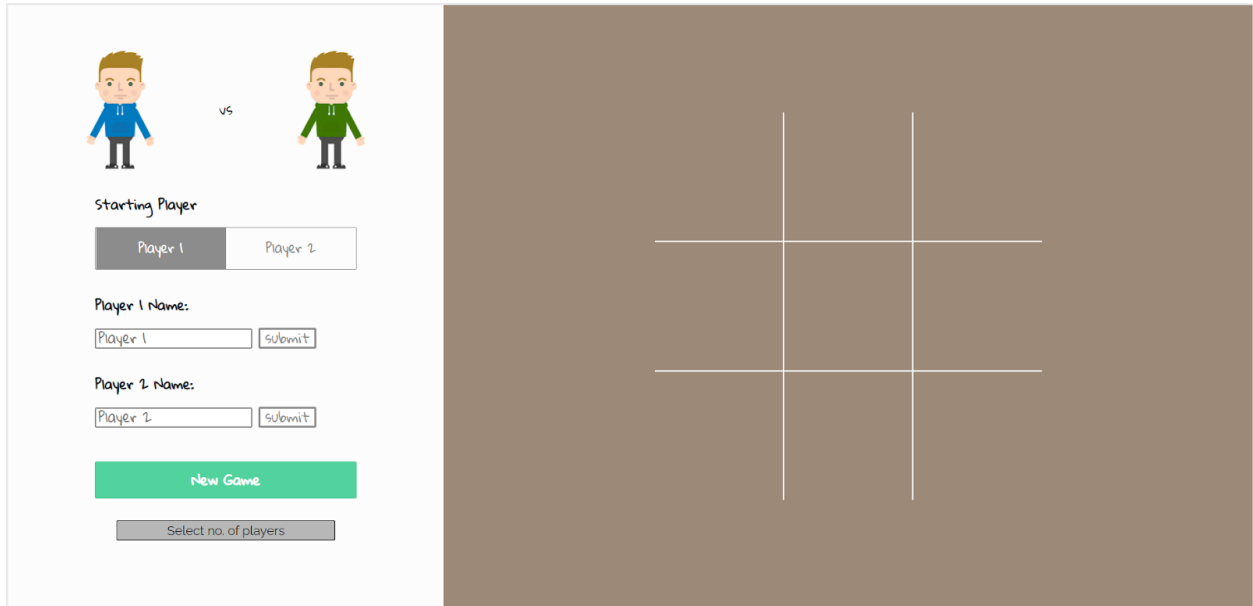 vs
Starting Player
Player 1 Player 2
Player 1 Name:
Player 1 submit
Player 2 Name:
Player 2 submit
New Game
Select no. of players